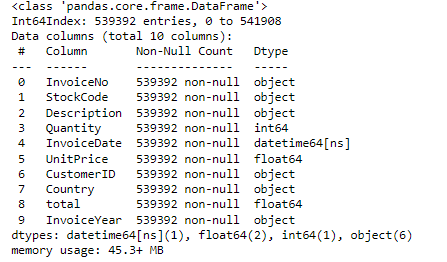 <class 'pandas.core.frame.DataFrame'>
Int64Index: 539392 entries, 0 to 541908
Data columns (total 10 columns):
 #   Column       Non-Null Count   Dtype
---  ------       --------------   -----
 0   InvoiceNo    539392 non-null  object
 1   StockCode    539392 non-null  object
 2   Description  539392 non-null  object
 3   Quantity     539392 non-null  int64
 4   InvoiceDate  539392 non-null  datetime64[ns]
 5   UnitPrice    539392 non-null  float64
 6   CustomerID   539392 non-null  object
 7   Country      539392 non-null  object
 8   total        539392 non-null  float64
 9   InvoiceYear  539392 non-null  object
dtypes: datetime64[ns](1), float64(2), int64(1), object(6)
memory usage: 45.3+ MB